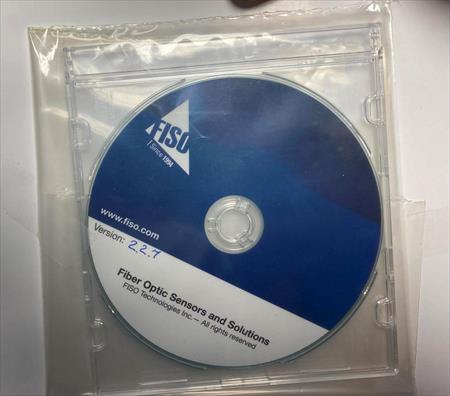 FISO
Since 1994
www.fiso.com
Version: 2.2.7
Fiber Optic Sensors and Solutions
FISO Technologies Inc. – All rights reserved